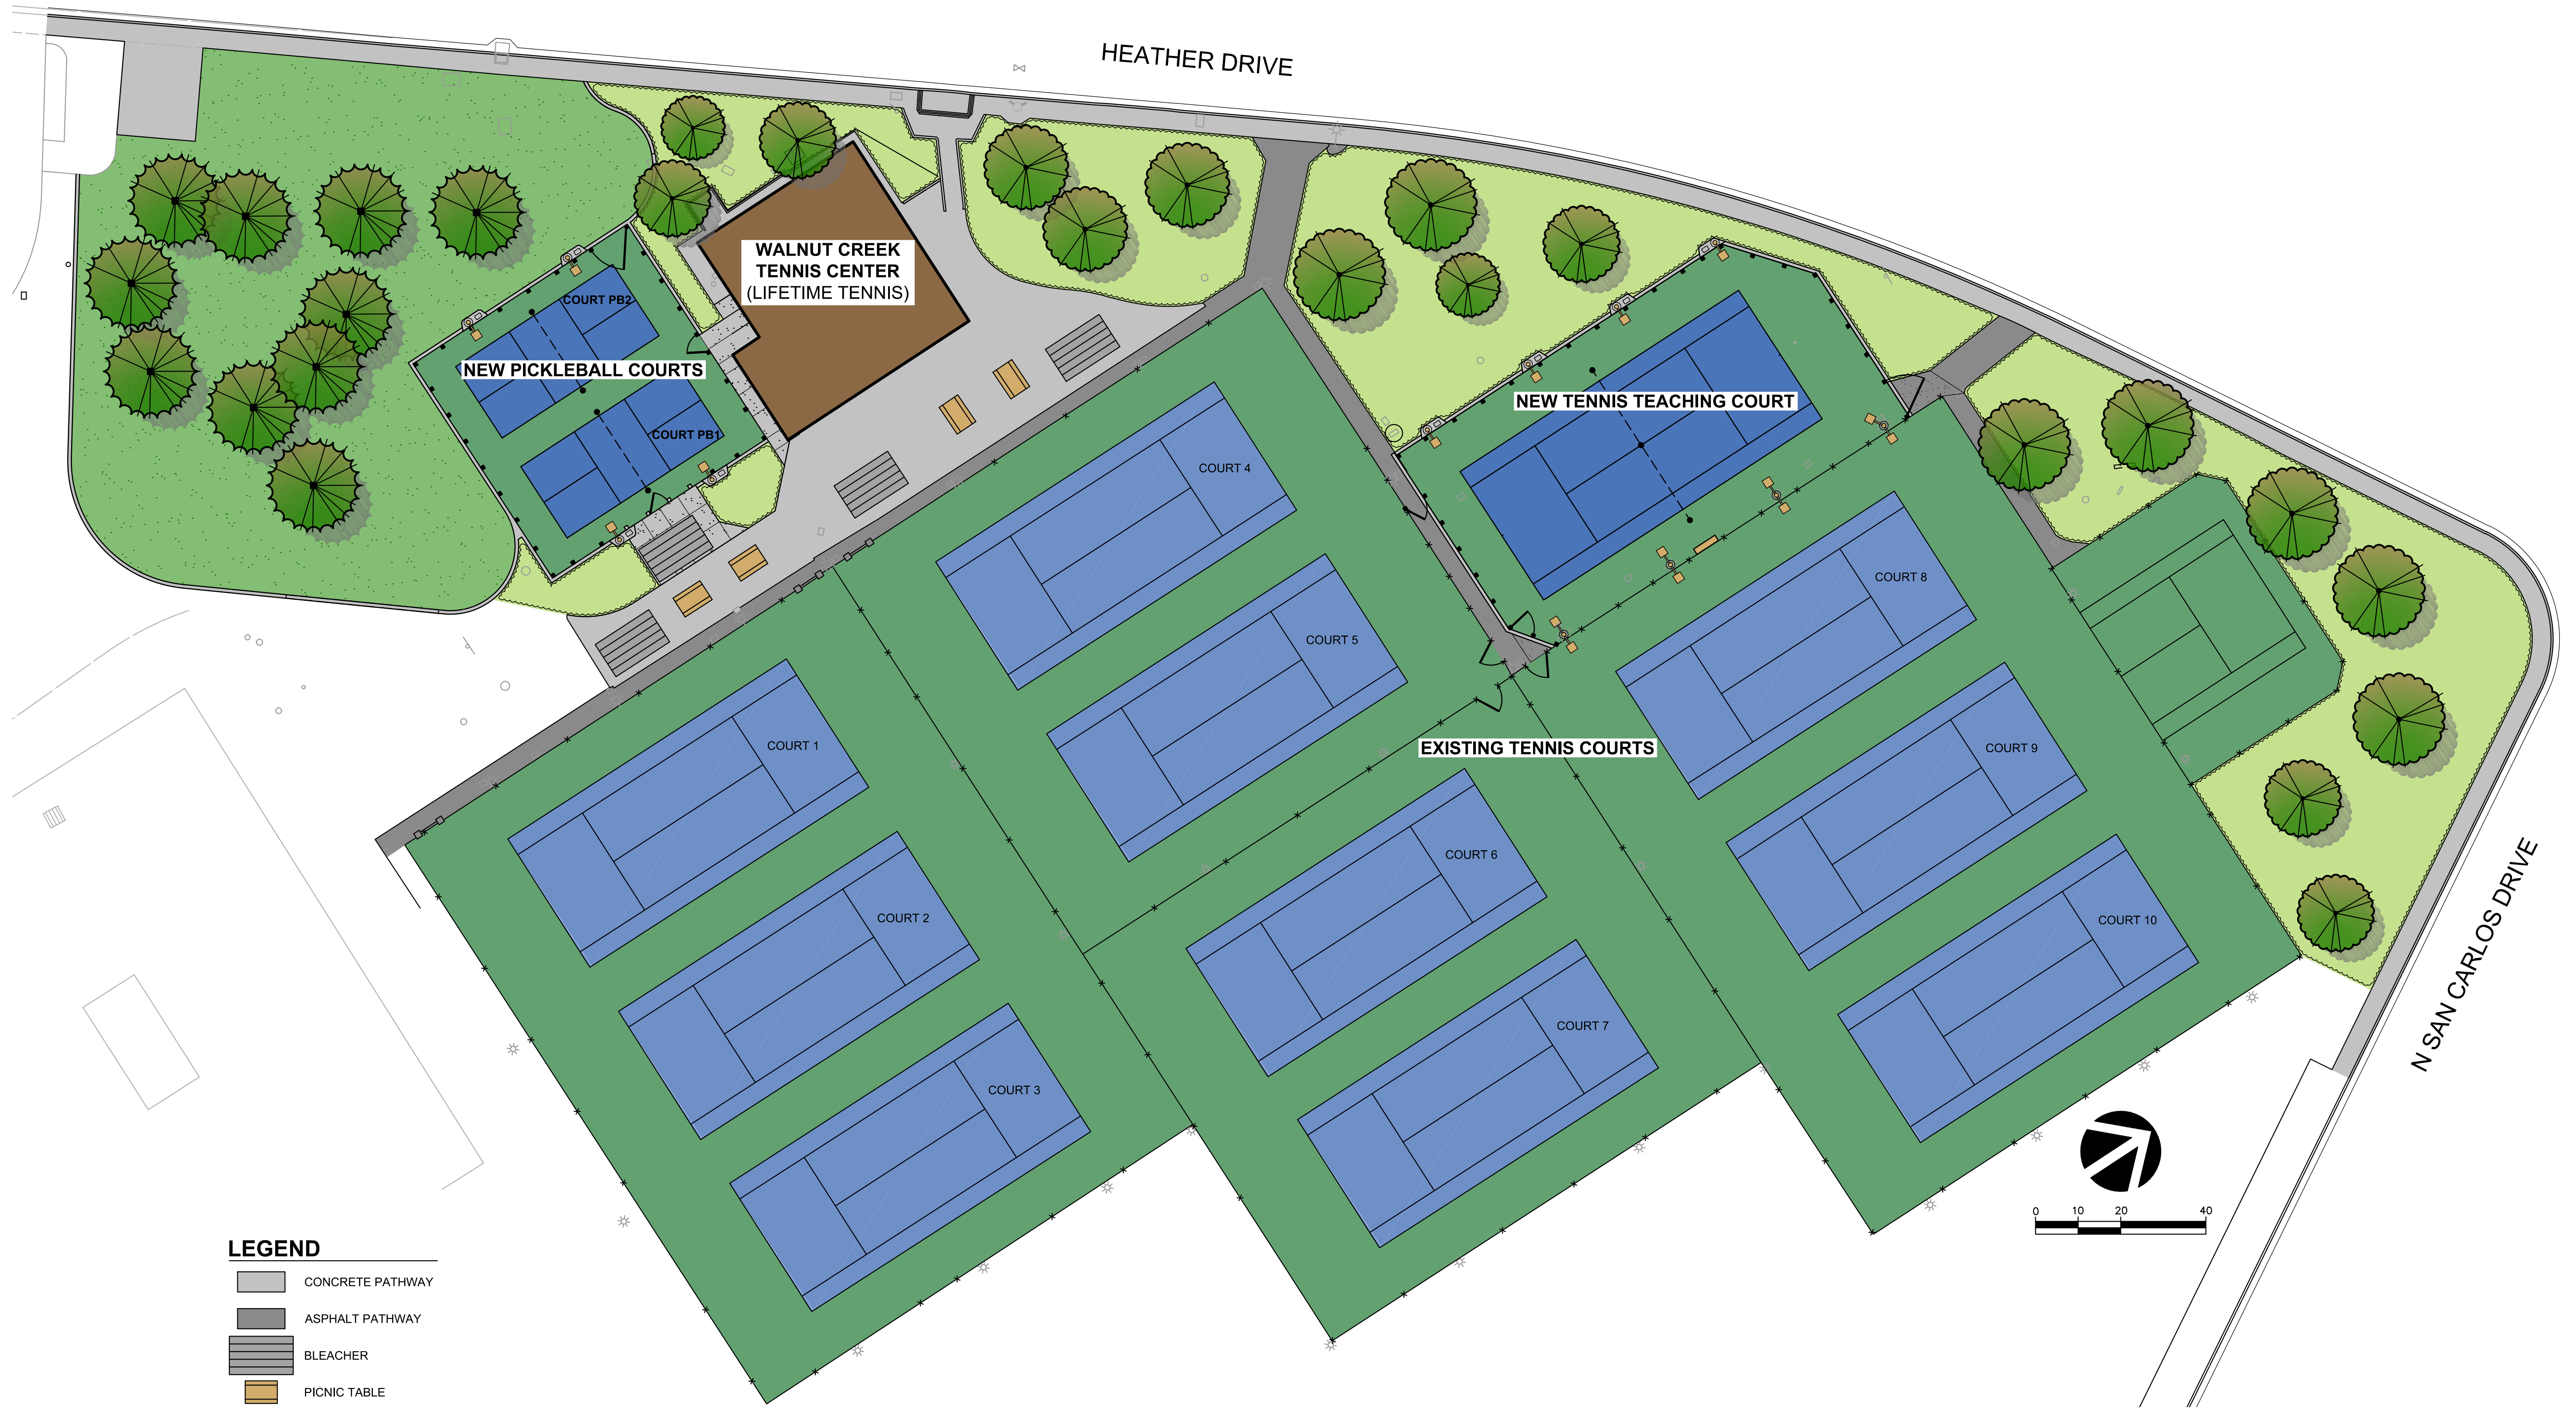 HEATHER DRIVE
WALNUT CREEK
TENNIS CENTER
(LIFETIME TENNIS)
COURT PB2
NEW PICKLEBALL COURTS
COURT PB1
NEW TENNIS TEACHING COURT
COURT 4
COURT 8
COURT 5
COURT 1
EXISTING TENNIS COURTS
COURT 9
COURT 6
COURT 2
COURT 10
COURT 7
COURT 3
N SAN CARLOS DRIVE
0 10 20 40
LEGEND
CONCRETE PATHWAY
ASPHALT PATHWAY
BLEACHER
PICNIC TABLE